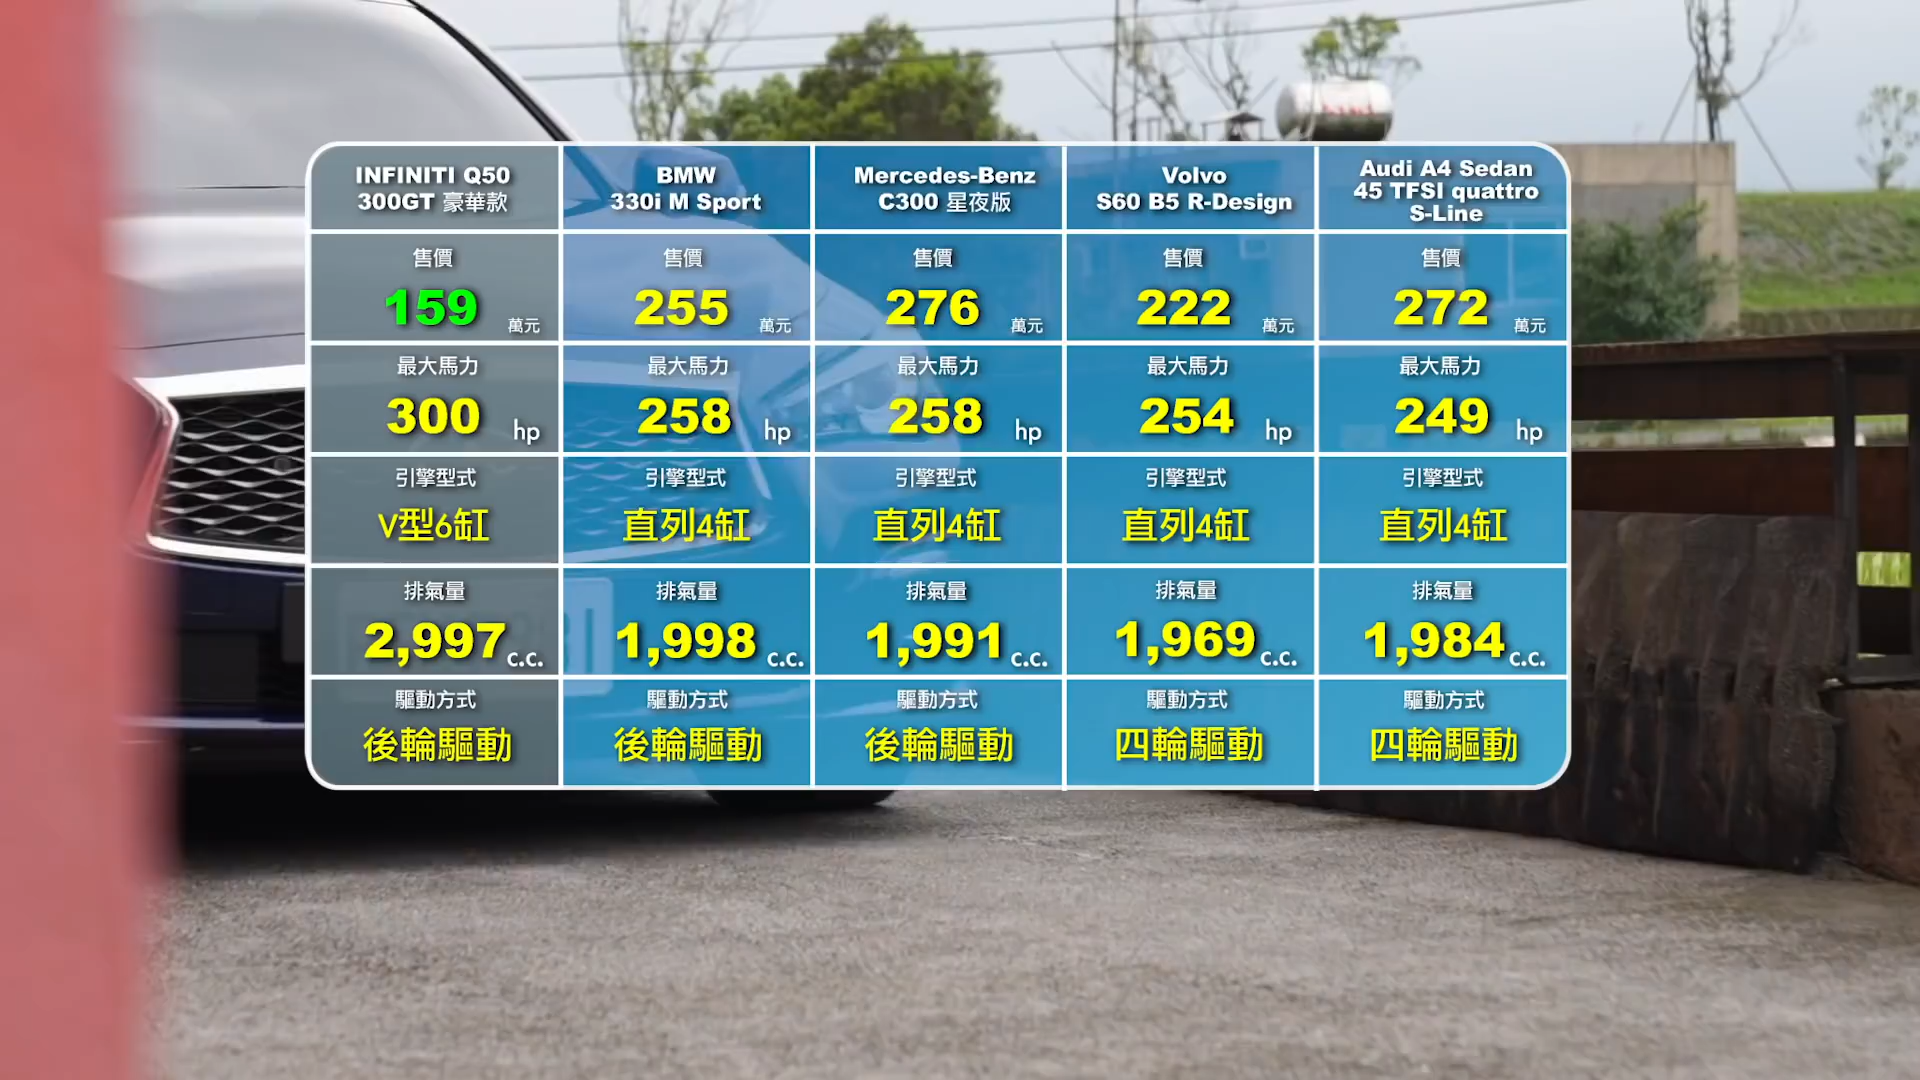 INFINITI Q50
300GT 豪華款
BMW
330i M Sport
Mercedes-Benz
C300 星夜版
Volvo
S60 B5 R-Design
Audi A4 Sedan
45 TFSI quattro
S-Line
售價
159 萬元
售價
255 萬元
售價
276 萬元
售價
222 萬元
售價
272 萬元
最大馬力
300 hp
最大馬力
258 hp
最大馬力
258 hp
最大馬力
254 hp
最大馬力
249 hp
引擎型式
V型6缸
引擎型式
直列4缸
引擎型式
直列4缸
引擎型式
直列4缸
引擎型式
直列4缸
排氣量
2,997 c.c.
排氣量
1,998 c.c.
排氣量
1,991 c.c.
排氣量
1,969 c.c.
排氣量
1,984 c.c.
驅動方式
後輪驅動
驅動方式
後輪驅動
驅動方式
後輪驅動
驅動方式
四輪驅動
驅動方式
四輪驅動